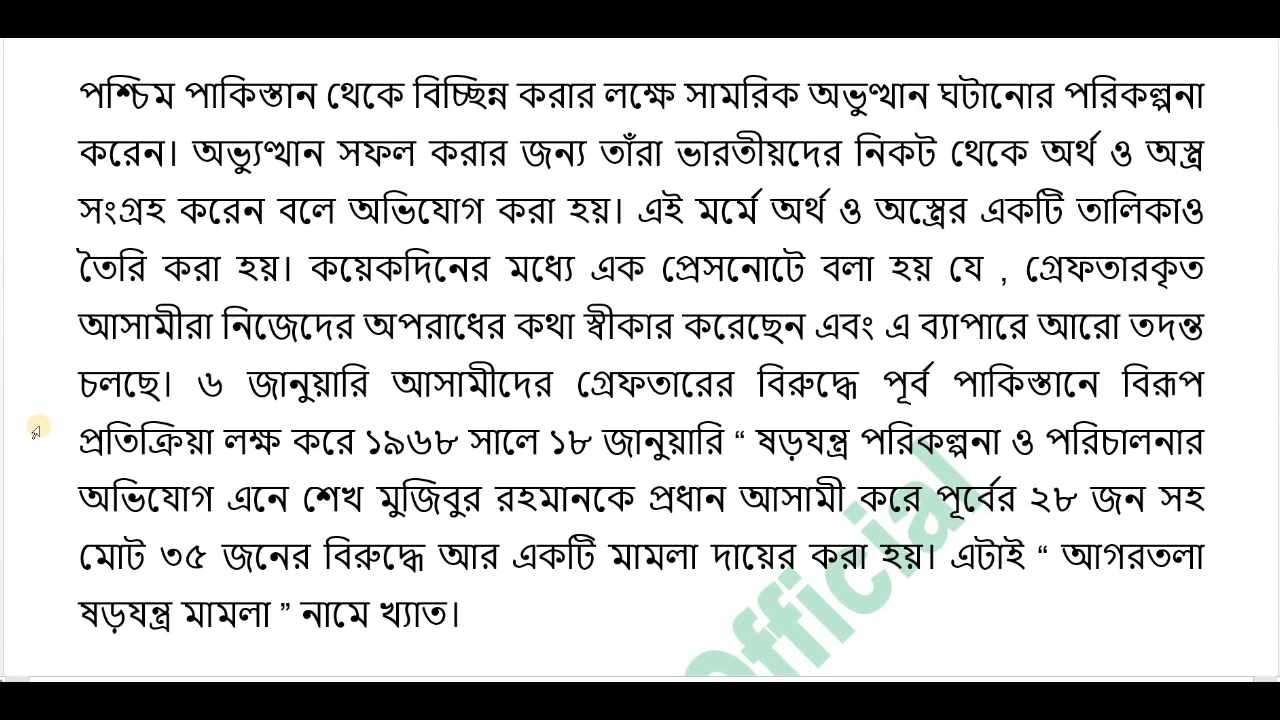 পশ্চিম পাকিস্তান থেকে বিচ্ছিন্ন করার লক্ষে সামরিক অভুত্থান ঘটানোর পরিকল্পনা
করেন। অভ্যুত্থান সফল করার জন্য তাঁরা ভারতীয়দের নিকট থেকে অর্থ ও অস্ত্র
সংগ্রহ করেন বলে অভিযোগ করা হয়। এই মর্মে অর্থ ও অস্ত্রের একটি তালিকাও
তৈরি করা হয়। কয়েকদিনের মধ্যে এক প্রেসনোটে বলা হয় যে , গ্রেফতারকৃত
আসামীরা নিজেদের অপরাধের কথা স্বীকার করেছেন এবং এ ব্যাপারে আরো তদন্ত
চলছে। ৬ জানুয়ারি আসামীদের গ্রেফতারের বিরুদ্ধে পূর্ব পাকিস্তানে বিরূপ
প্রতিক্রিয়া লক্ষ করে ১৯৬৮ সালে ১৮ জানুয়ারি “ ষড়যন্ত্র পরিকল্পনা ও পরিচালনার
অভিযোগ এনে শেখ মুজিবুর রহমানকে প্রধান আসামী করে পূর্বের ২৮ জন সহ
মোট ৩৫ জনের বিরুদ্ধে আর একটি মামলা দায়ের করা হয়। এটাই “ আগরতলা
ষড়যন্ত্র মামলা ” নামে খ্যাত।
Official